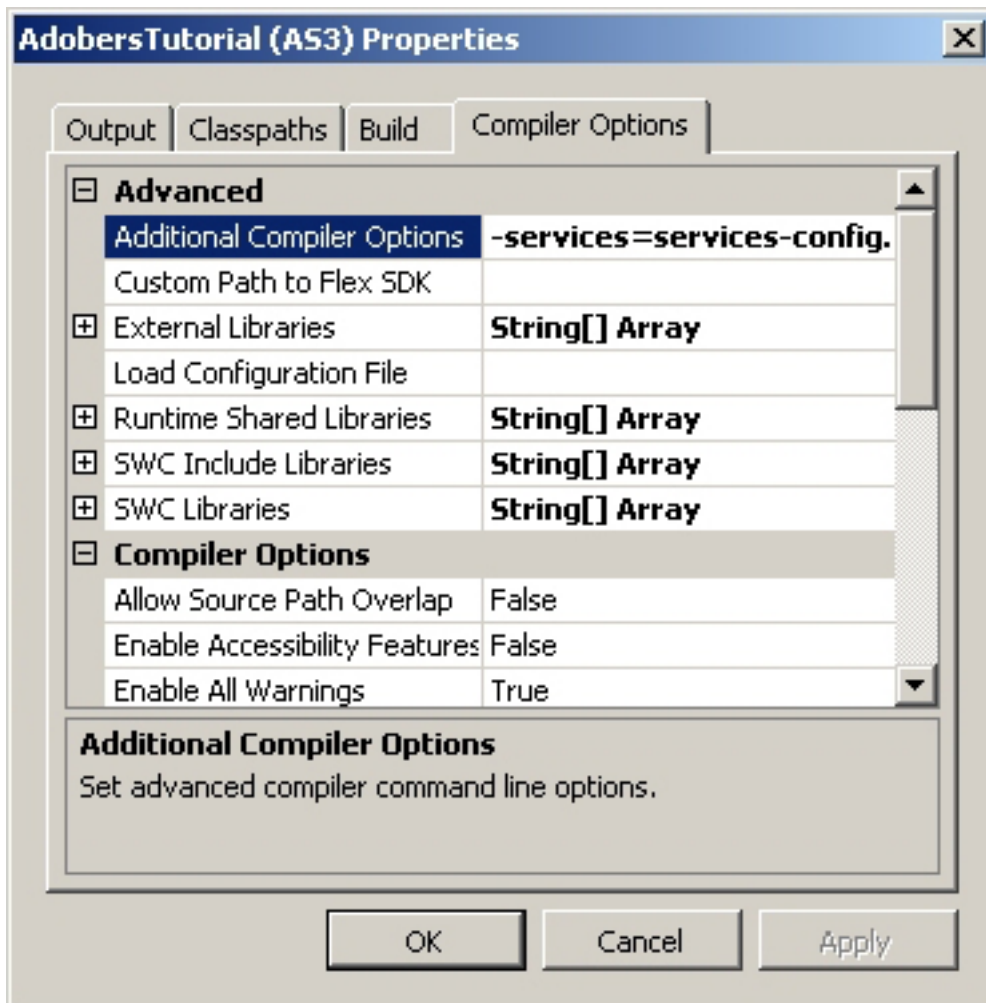 AdobersTutorial (AS3) Properties
Output Classpaths Build Compiler Options
Advanced
Additional Compiler Options -services=services-config.
Custom Path to Flex SDK
External Libraries String[] Array
Load Configuration File
Runtime Shared Libraries String[] Array
SWC Include Libraries String[] Array
SWC Libraries String[] Array
Compiler Options
Allow Source Path Overlap False
Enable Accessibility Features False
Enable All Warnings True
Additional Compiler Options
Set advanced compiler command line options.
OK Cancel Apply